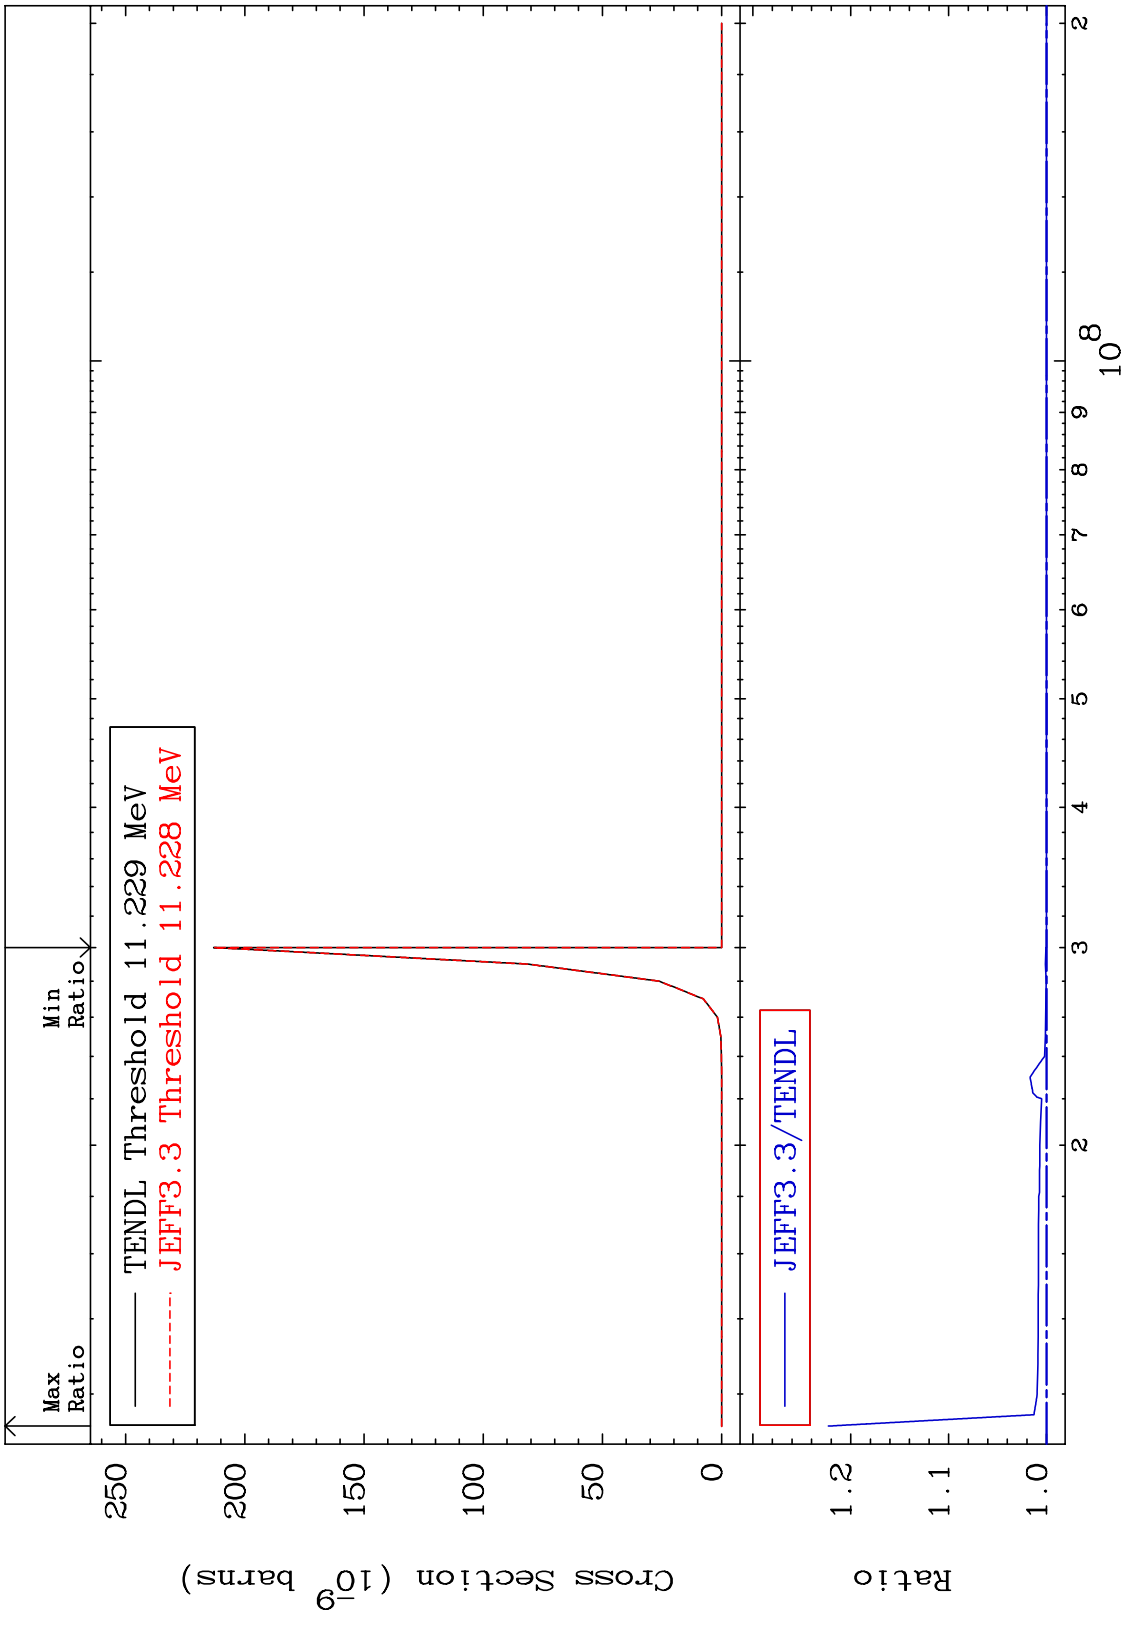 Max
Ratio
Min
Ratio
TENDL Threshold 11.229 MeV
JEFF3.3 Threshold 11.228 MeV
250
200
150
100
50
0
Cross Section (10⁻⁹ barns)
JEFF3.3/TENDL
1.2
1.1
1.0
Ratio
2
3
4
5
6
7
8
9
10⁸
2